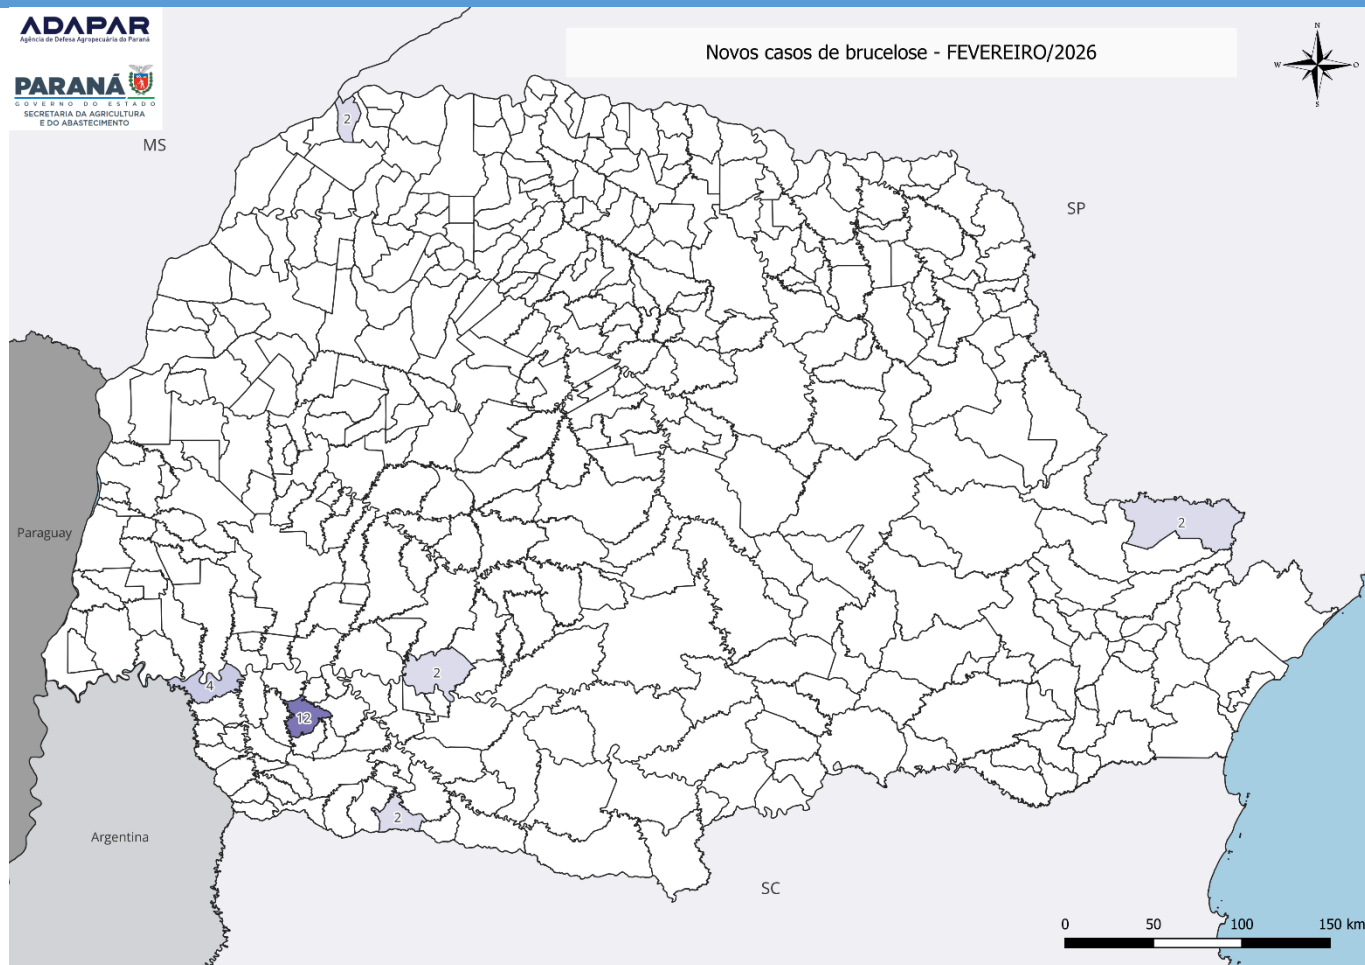 ADAPAR
Agência de Defesa Agropecuária do Paraná
PARANÁ
GOVERNO DO ESTADO
SECRETARIA DA AGRICULTURA
E DO ABASTECIMENTO
Novos casos de brucelose - FEVEREIRO/2026
N
W
O
S
MS
2
SP
2
Paraguay
2
4
12
2
Argentina
SC
0 50 100 150 km